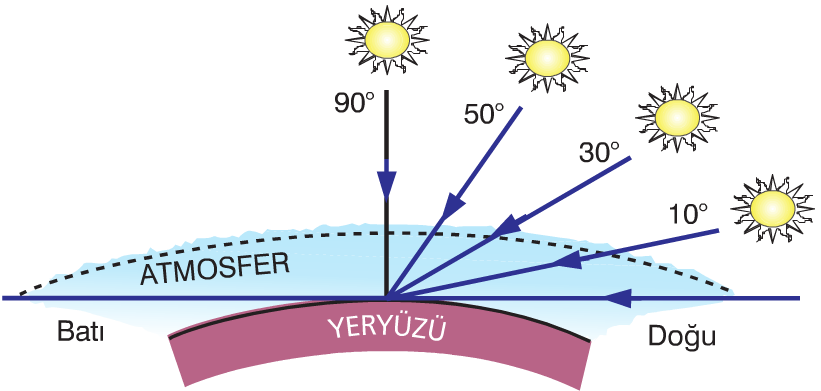 90°
50°
30°
10°
ATMOSFER
YERYÜZÜ
Batı
Doğu